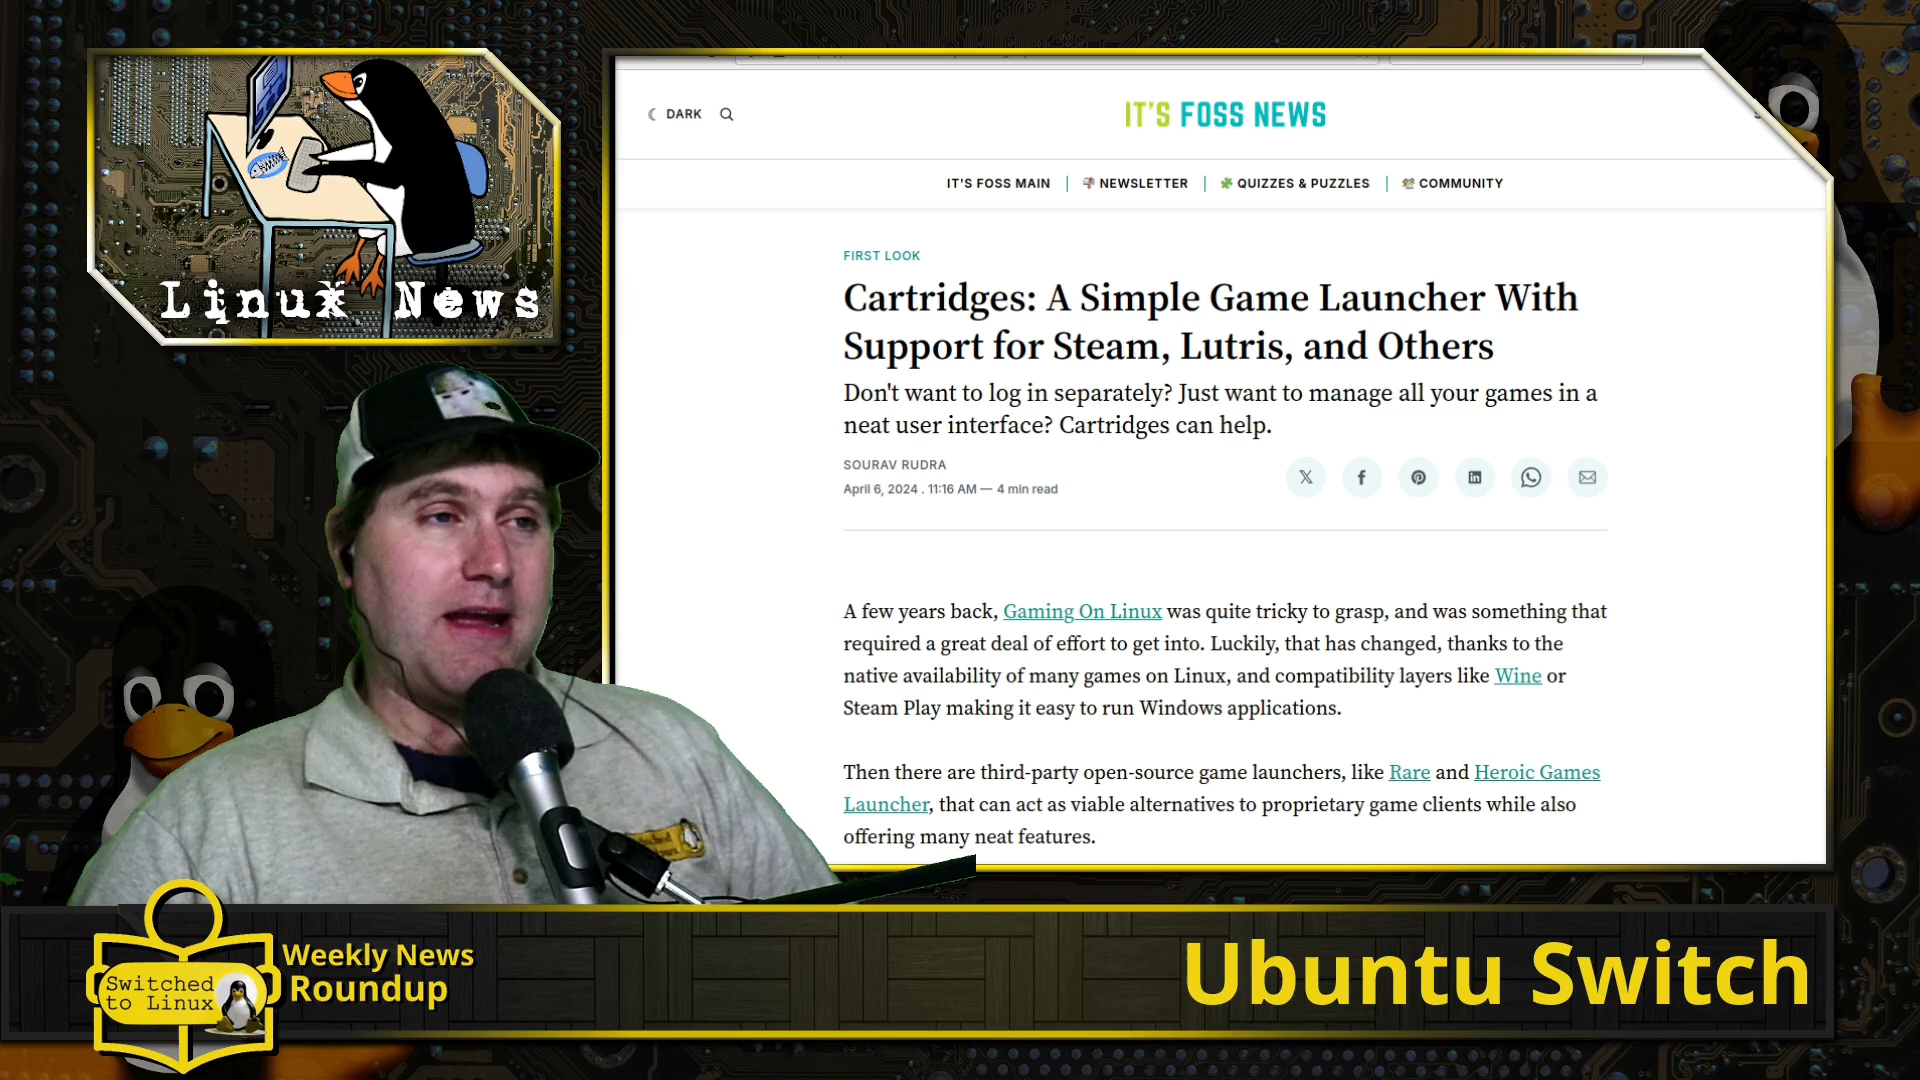 Linux News
DARK
IT'S FOSS NEWS
IT'S FOSS MAIN
NEWSLETTER
QUIZZES & PUZZLES
COMMUNITY
FIRST LOOK
Cartridges: A Simple Game Launcher With
Support for Steam, Lutris, and Others
Don't want to log in separately? Just want to manage all your games in a
neat user interface? Cartridges can help.
SOURAV RUDRA
April 6, 2024 . 11:16 AM — 4 min read
A few years back, Gaming On Linux was quite tricky to grasp, and was something that
required a great deal of effort to get into. Luckily, that has changed, thanks to the
native availability of many games on Linux, and compatibility layers like Wine or
Steam Play making it easy to run Windows applications.
Then there are third-party open-source game launchers, like Rare and Heroic Games
Launcher, that can act as viable alternatives to proprietary game clients while also
offering many neat features.
Switched
to Linux
Weekly News
Roundup
Ubuntu Switch